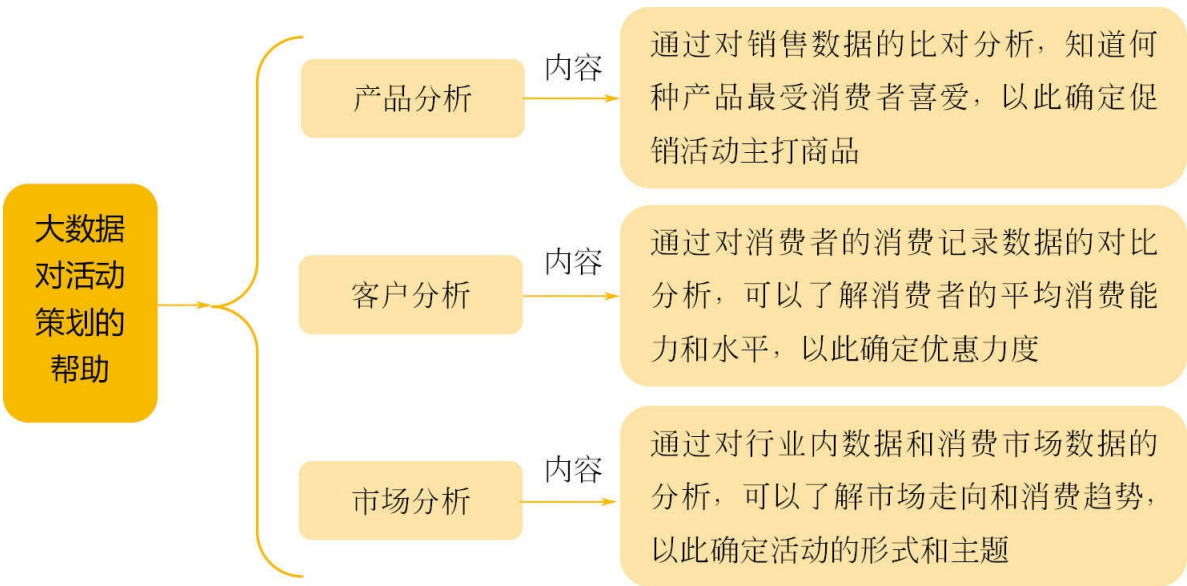 大数据
对活动
策划的
帮助
产品分析
内容
通过对销售数据的比对分析，知道何
种产品最受消费者喜爱，以此确定促
销活动主打商品
客户分析
内容
通过对消费者的消费记录数据的对比
分析，可以了解消费者的平均消费能
力和水平，以此确定优惠力度
市场分析
内容
通过对行业内数据和消费市场数据的
分析，可以了解市场走向和消费趋势，
以此确定活动的形式和主题